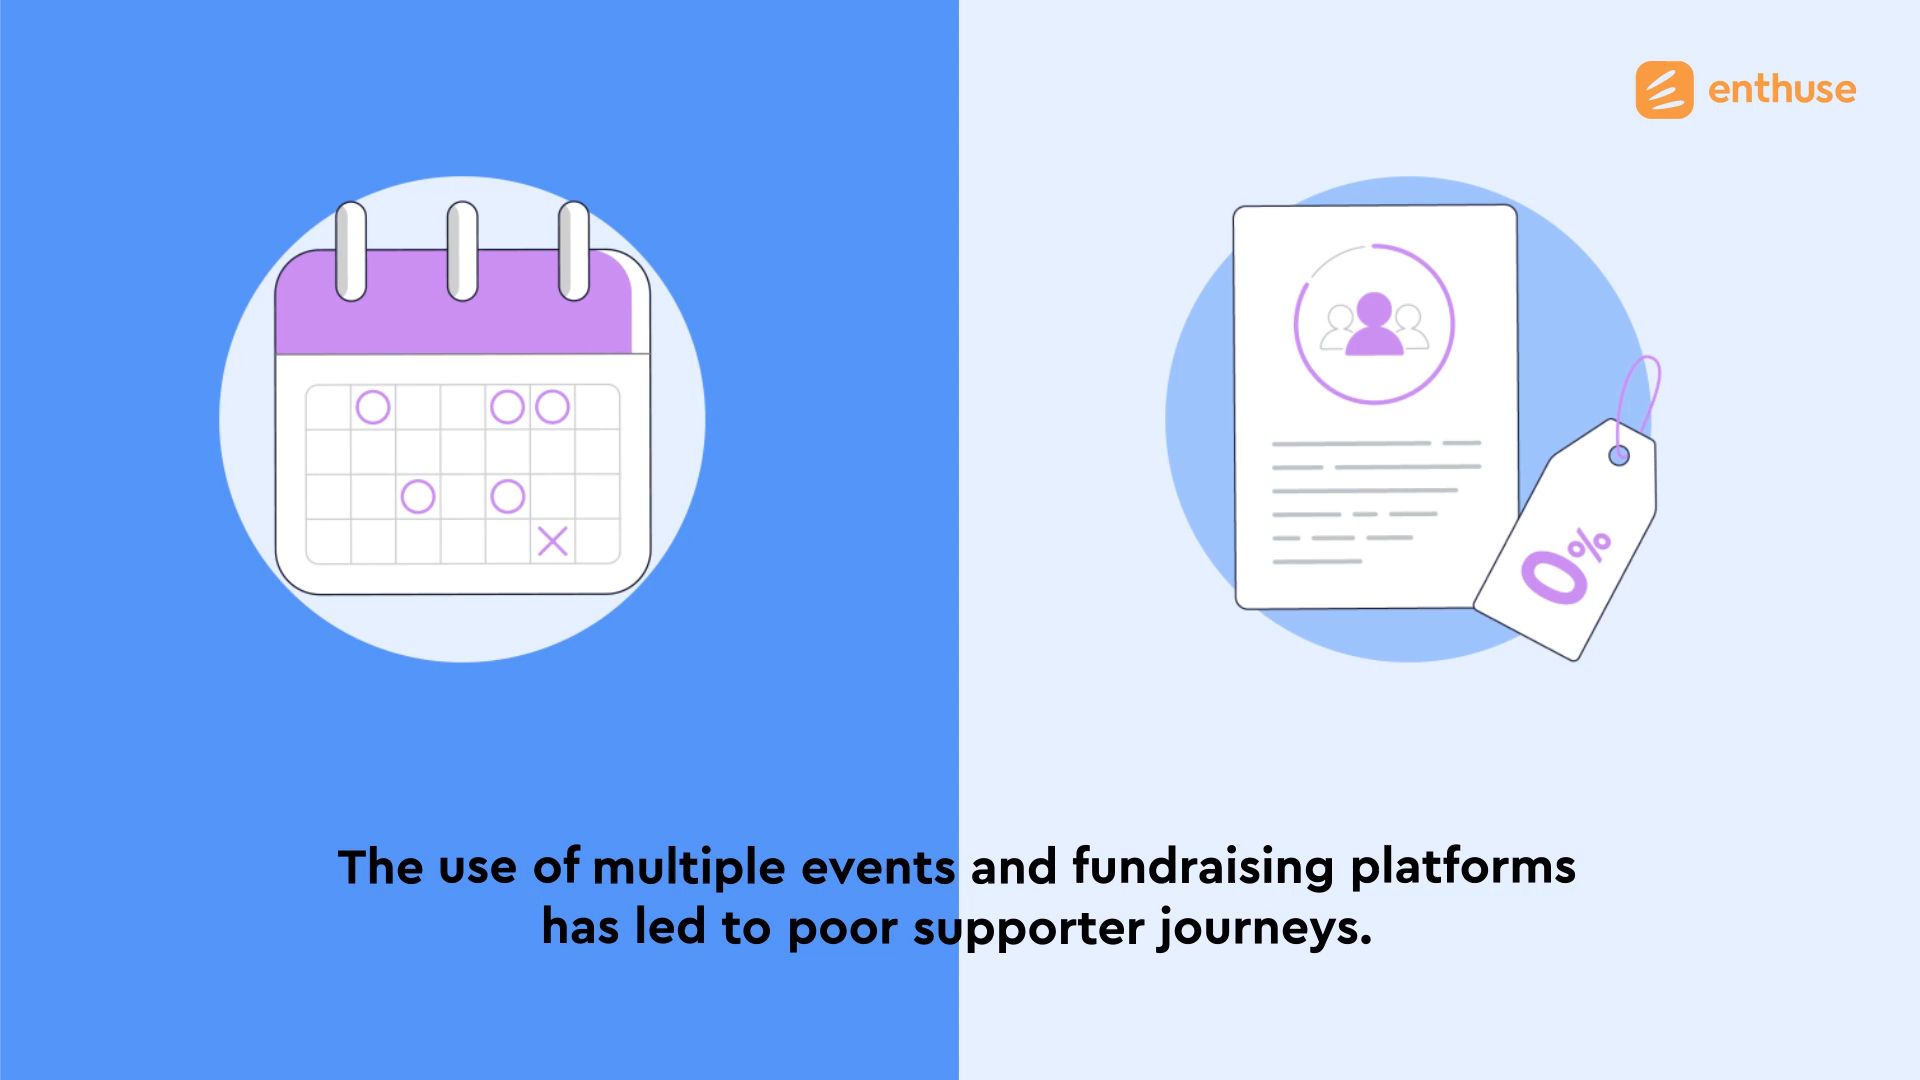 enthuse
0%
The use of multiple events and fundraising platforms
has led to poor supporter journeys.